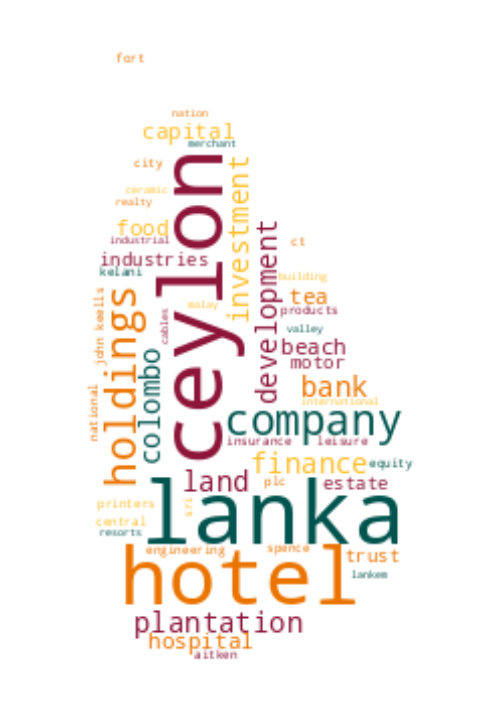 fort
nation
capital
merchant
city
ceylon
investment
ceramic
realty
food
development
industrial
ct
industries
kelani
building
holdings
john keells
tea
malay
products
cables
valley
colombo
beach
motor
bank
national
international
company
insurance
leisure
finance
equity
land
plc
estate
lanka
printers
sri
central
resorts
hotel
engineering
spence
trust
lankem
plantation
hospital
aitken